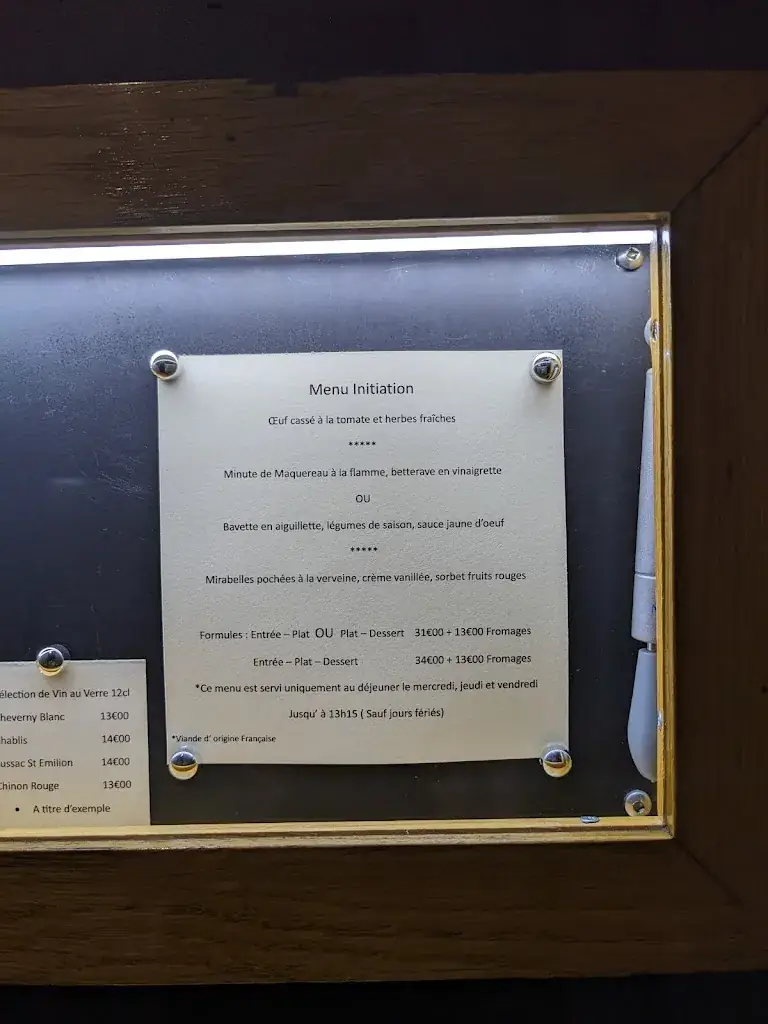 Menu Initiation
Œuf cassé à la tomate et herbes fraîches
*****
Minute de Maquereau à la flamme, betterave en vinaigrette
OU
Bavette en aiguillette, légumes de saison, sauce jaune d'oeuf
*****
Mirabelles pochées à la verveine, crème vanillée, sorbet fruits rouges
Formules : Entrée – Plat OU Plat – Dessert 31€00 + 13€00 Fromages
Entrée – Plat – Dessert 34€00 + 13€00 Fromages
*Ce menu est servi uniquement au déjeuner le mercredi, jeudi et vendredi
Jusqu' à 13h15 ( Sauf jours fériés)
*Viande d' origine Française
élection de Vin au Verre 12cl
heverny Blanc 13€00
hablis 14€00
ussac St Emilion 14€00
Chinon Rouge 13€00
• A titre d'exemple